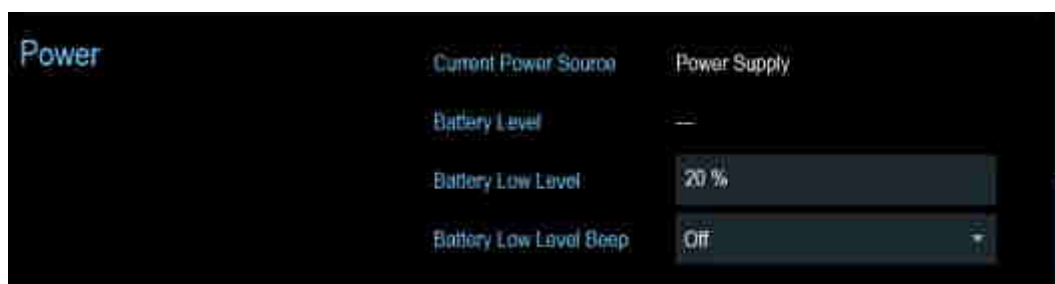 Power
Current Power Source Power Supply
Battery Level ---
Battery Low Level 20 %
Battery Low Level Beep Off